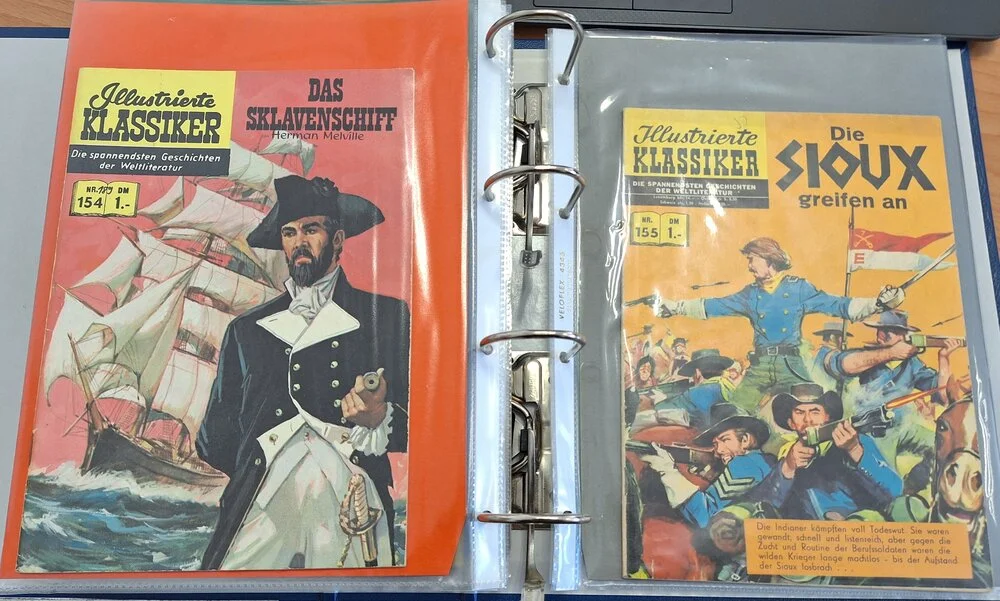 Illustrierte
KLASSIKER
Die spannendsten Geschichten
der Weltliteratur
NR. DM
154 1.-
DAS
SKLAVENSCHIFF
Herman Melville
VELOFLEX
Illustrierte
KLASSIKER
DIE SPANNENDSTEN GESCHICHTEN
DER WELTLITERATUR
NR. DM
155 1.-
Die
SIOUX
greifen an
E
Die Indianer kämpften voll Todeswut. Sie waren
gewandt, schnell und listenreich, aber gegen die
Zucht und Routine der Berufssoldaten waren die
wilden Krieger lange machtlos - bis der Aufstand
der Sioux losbrach . . .